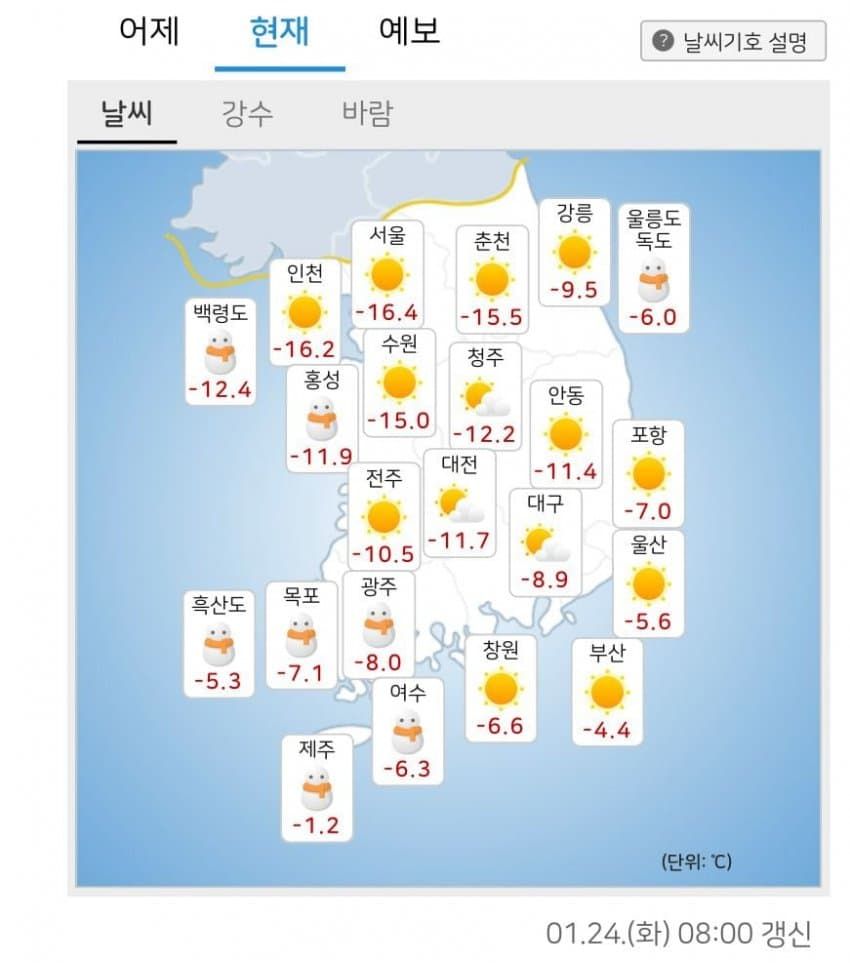 어제 현재 예보
? 날씨기호 설명
날씨 강수 바람
강릉
-9.5
울릉도
독도
-6.0
서울
-16.4
춘천
-15.5
인천
-16.2
백령도
-12.4
수원
-15.0
청주
-12.2
홍성
-11.9
안동
-11.4
포항
-7.0
대전
-11.7
전주
-10.5
대구
-8.9
울산
-5.6
광주
-8.0
목포
-7.1
흑산도
-5.3
창원
-6.6
부산
-4.4
여수
-6.3
제주
-1.2
(단위: ℃)
01.24.(화) 08:00 갱신